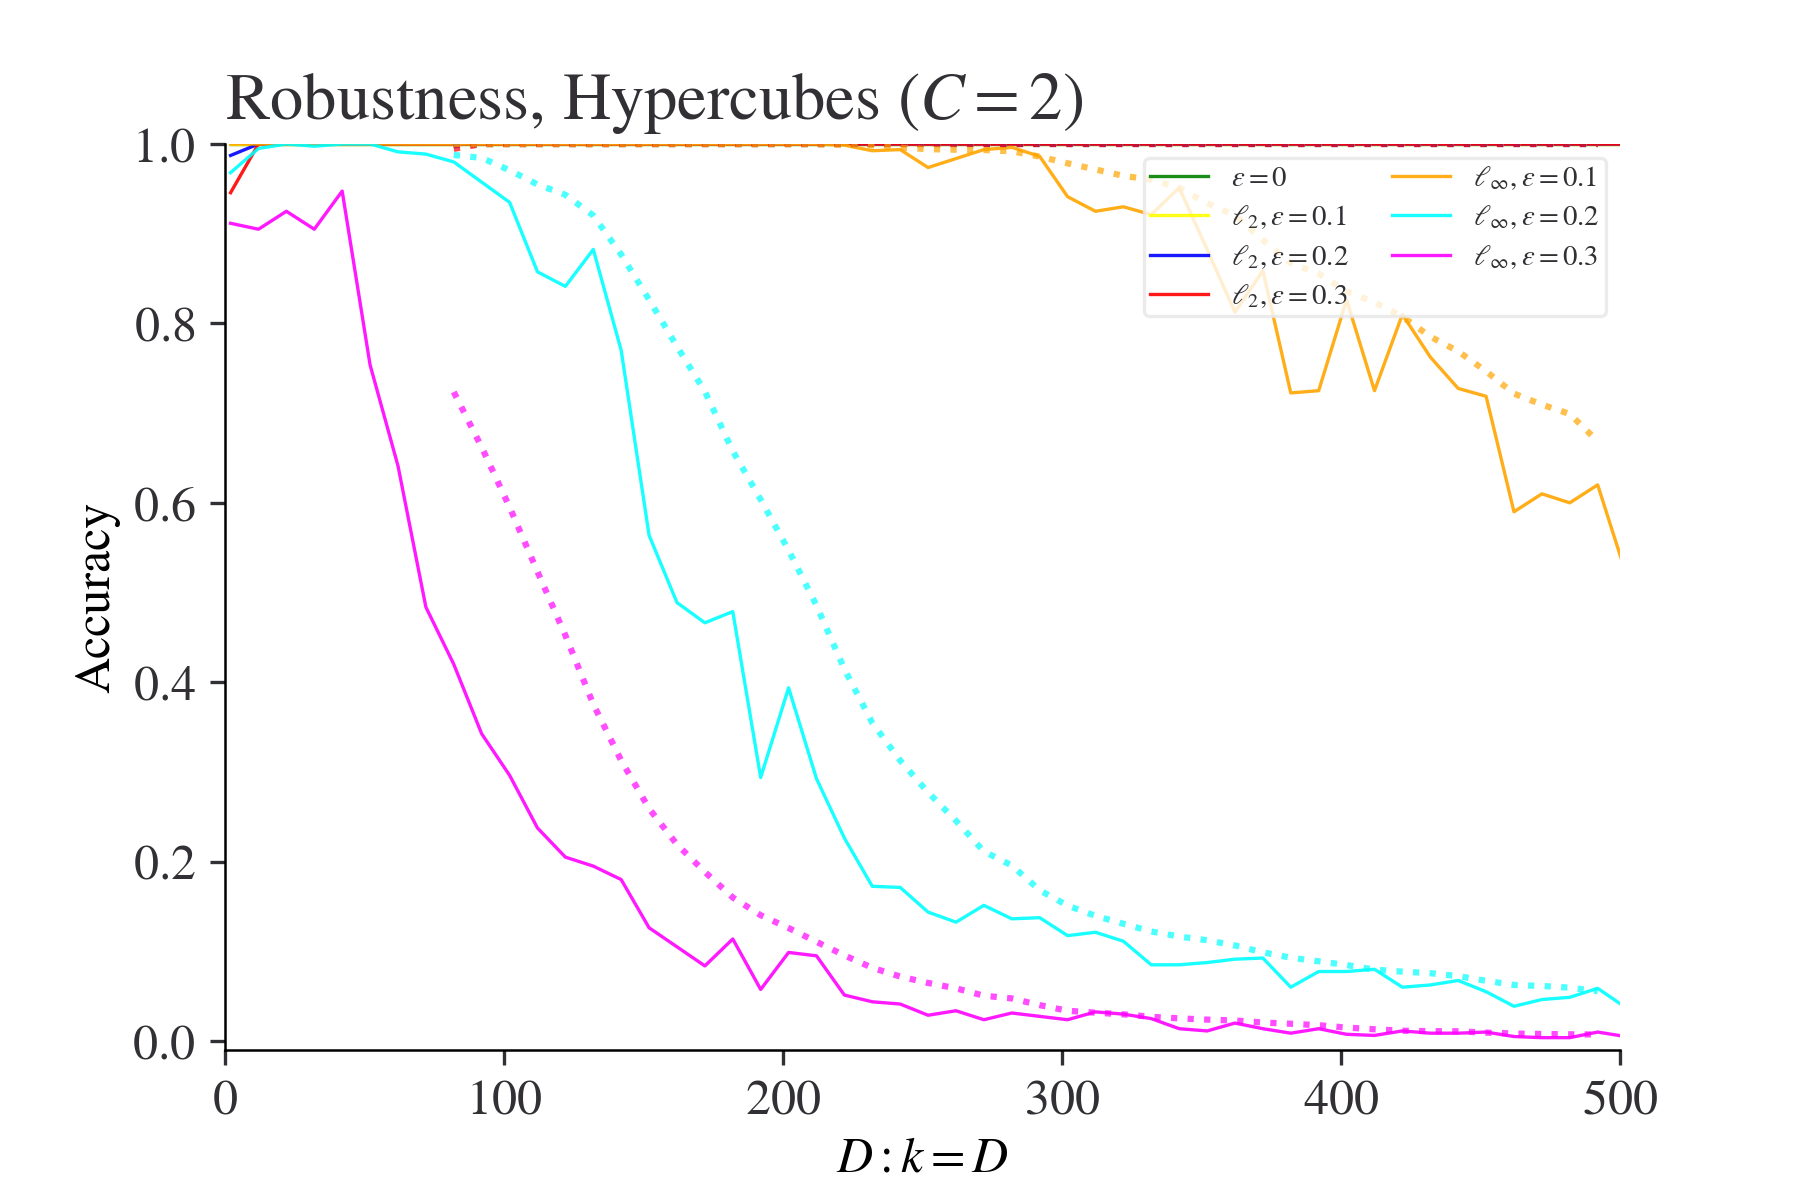 Robustness, Hypercubes (C = 2)
1.0
0.8
0.6
0.4
0.2
0.0
Accuracy
ε = 0
ℓ₂, ε = 0.1
ℓ₂, ε = 0.2
ℓ₂, ε = 0.3
ℓ∞, ε = 0.1
ℓ∞, ε = 0.2
ℓ∞, ε = 0.3
0 100 200 300 400 500
D : k = D